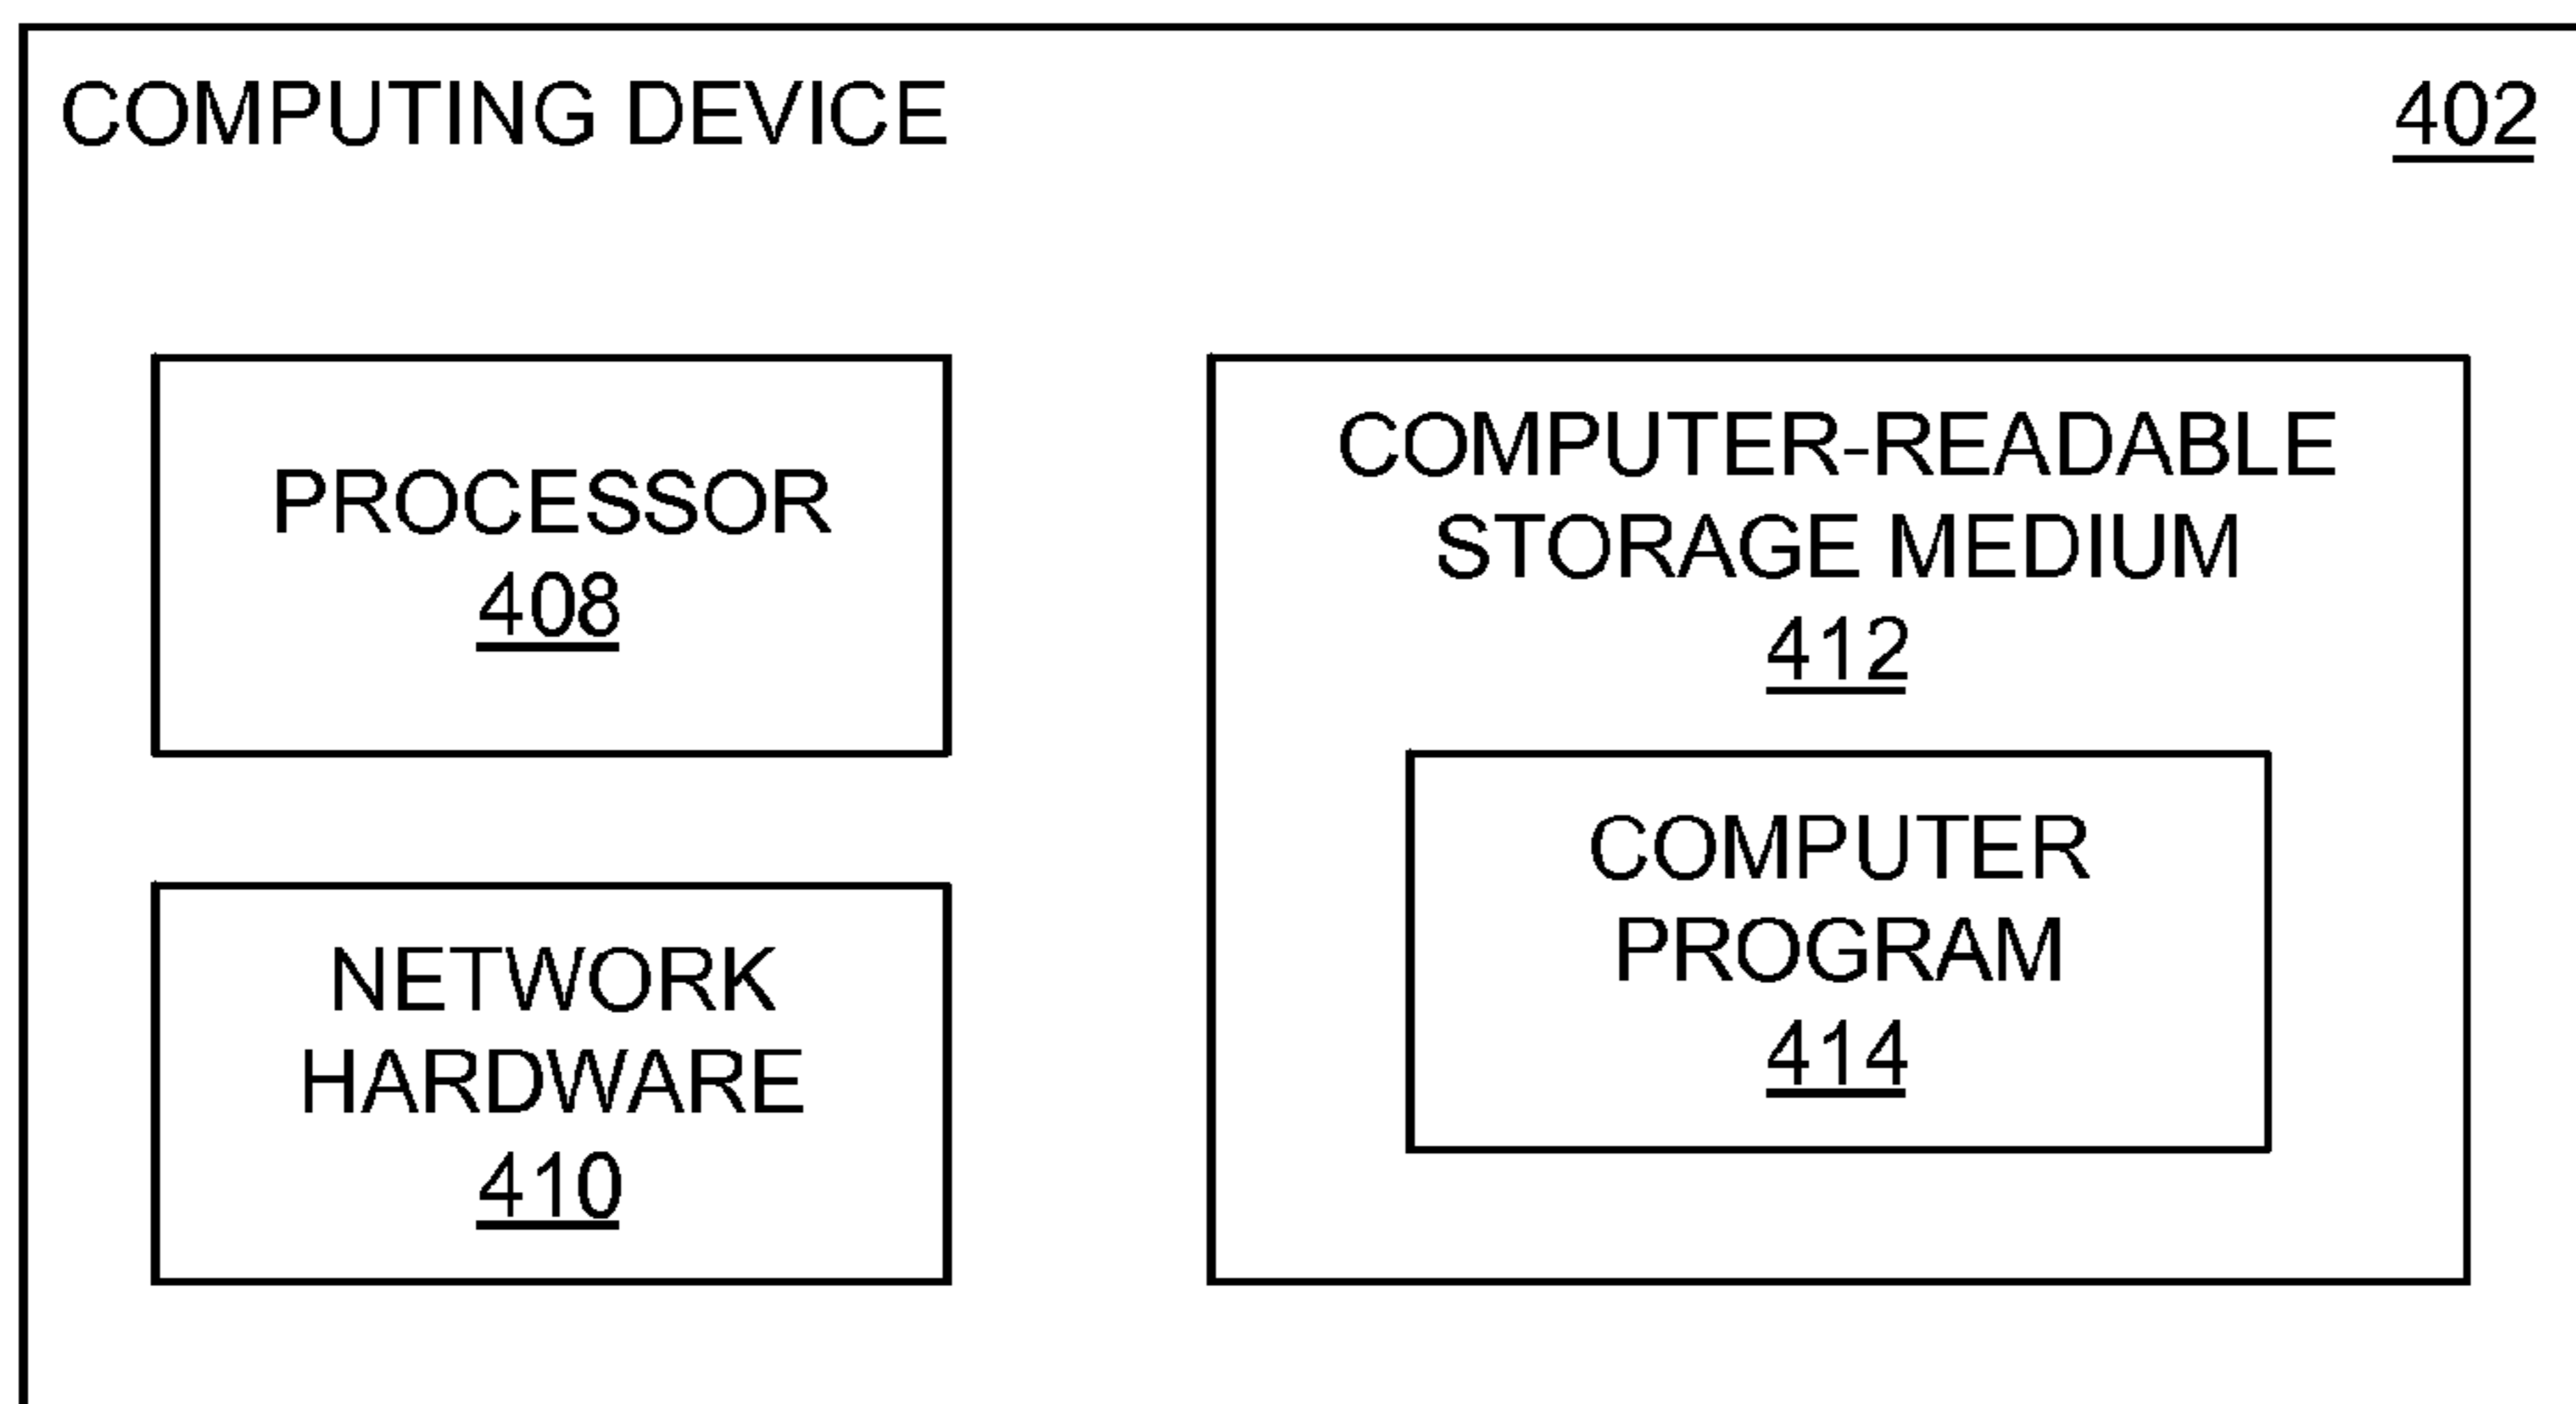 COMPUTING DEVICE 402
PROCESSOR
408
NETWORK
HARDWARE
410
COMPUTER-READABLE
STORAGE MEDIUM
412
COMPUTER
PROGRAM
414